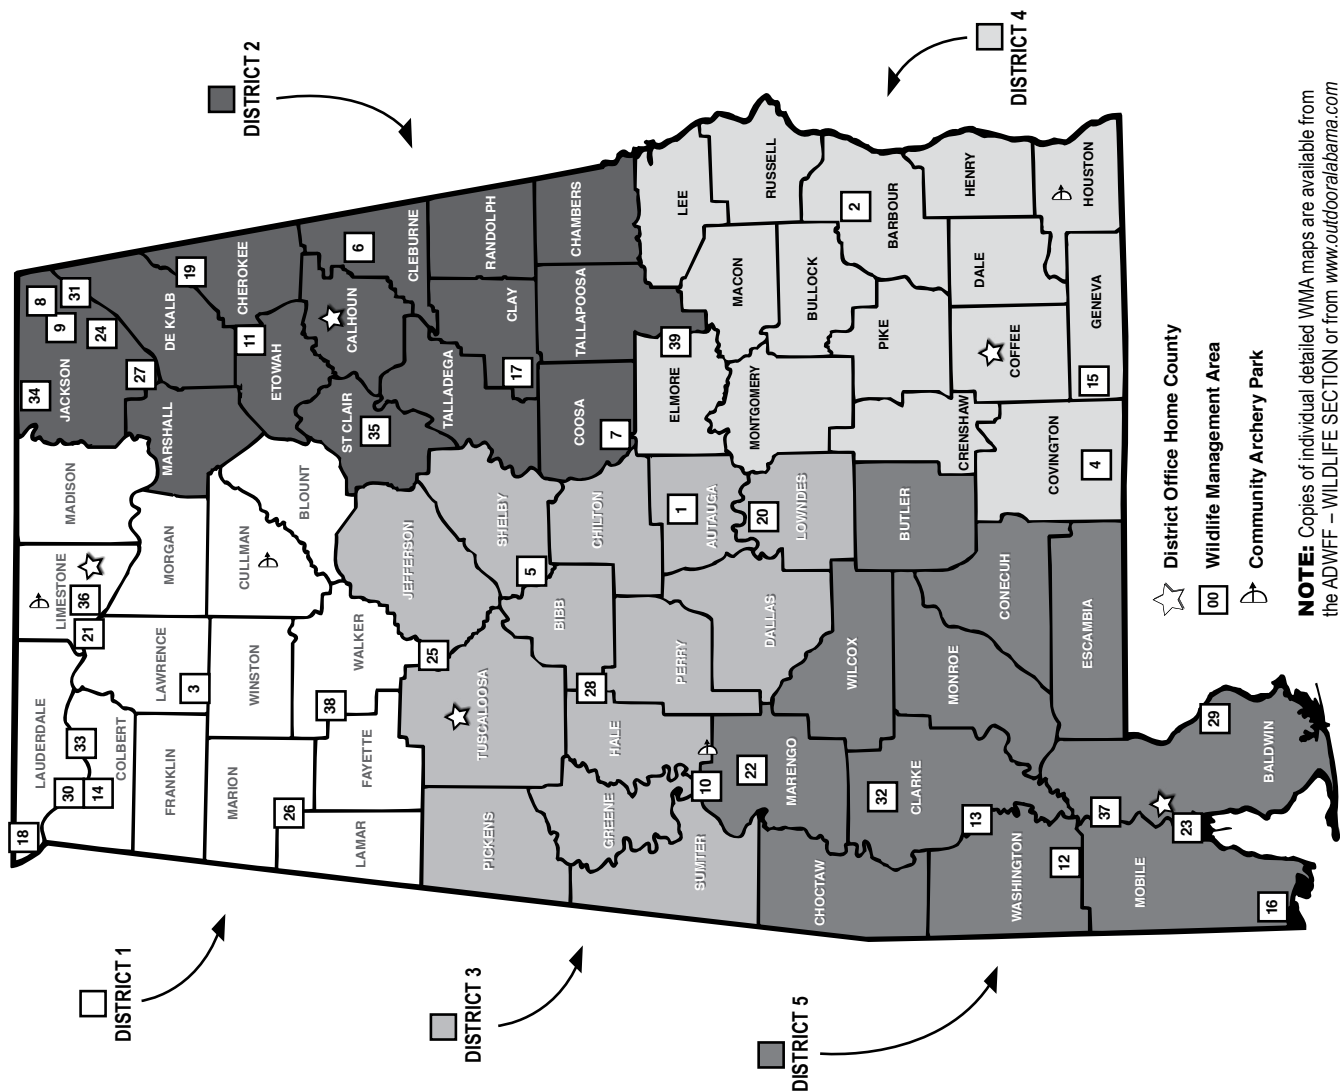 DISTRICT 1
DISTRICT 2
DISTRICT 3
DISTRICT 4
DISTRICT 5
LAUDERDALE
LIMESTONE
MADISON
JACKSON
COLBERT
LAWRENCE
MORGAN
MARSHALL
DE KALB
FRANKLIN
WINSTON
CULLMAN
BLOUNT
ETOWAH
CHEROKEE
MARION
WALKER
JEFFERSON
ST CLAIR
CALHOUN
CLEBURNE
LAMAR
FAYETTE
TUSCALOOSA
SHELBY
TALLADEGA
CLAY
RANDOLPH
PICKENS
GREENE
HALE
BIBB
CHILTON
COOSA
TALLAPOOSA
CHAMBERS
SUMTER
MARENGO
PERRY
DALLAS
AUTAUGA
ELMORE
LEE
MACON
RUSSELL
CHOCTAW
CLARKE
WILCOX
LOWNDES
MONTGOMERY
BULLOCK
BARBOUR
WASHINGTON
MONROE
BUTLER
CRENSHAW
PIKE
DALE
HENRY
MOBILE
BALDWIN
CONECUH
ESCAMBIA
COVINGTON
COFFEE
GENEVA
HOUSTON
18
30
14
33
21
36
34
9
8
31
24
27
19
3
11
6
26
38
25
35
17
5
28
7
39
10
22
1
20
2
32
13
12
37
23
16
29
4
15
District Office Home County
00 Wildlife Management Area
Community Archery Park
NOTE: Copies of individual detailed WMA maps are available from
the ADWFF – WILDLIFE SECTION or from www.outdooralabama.com